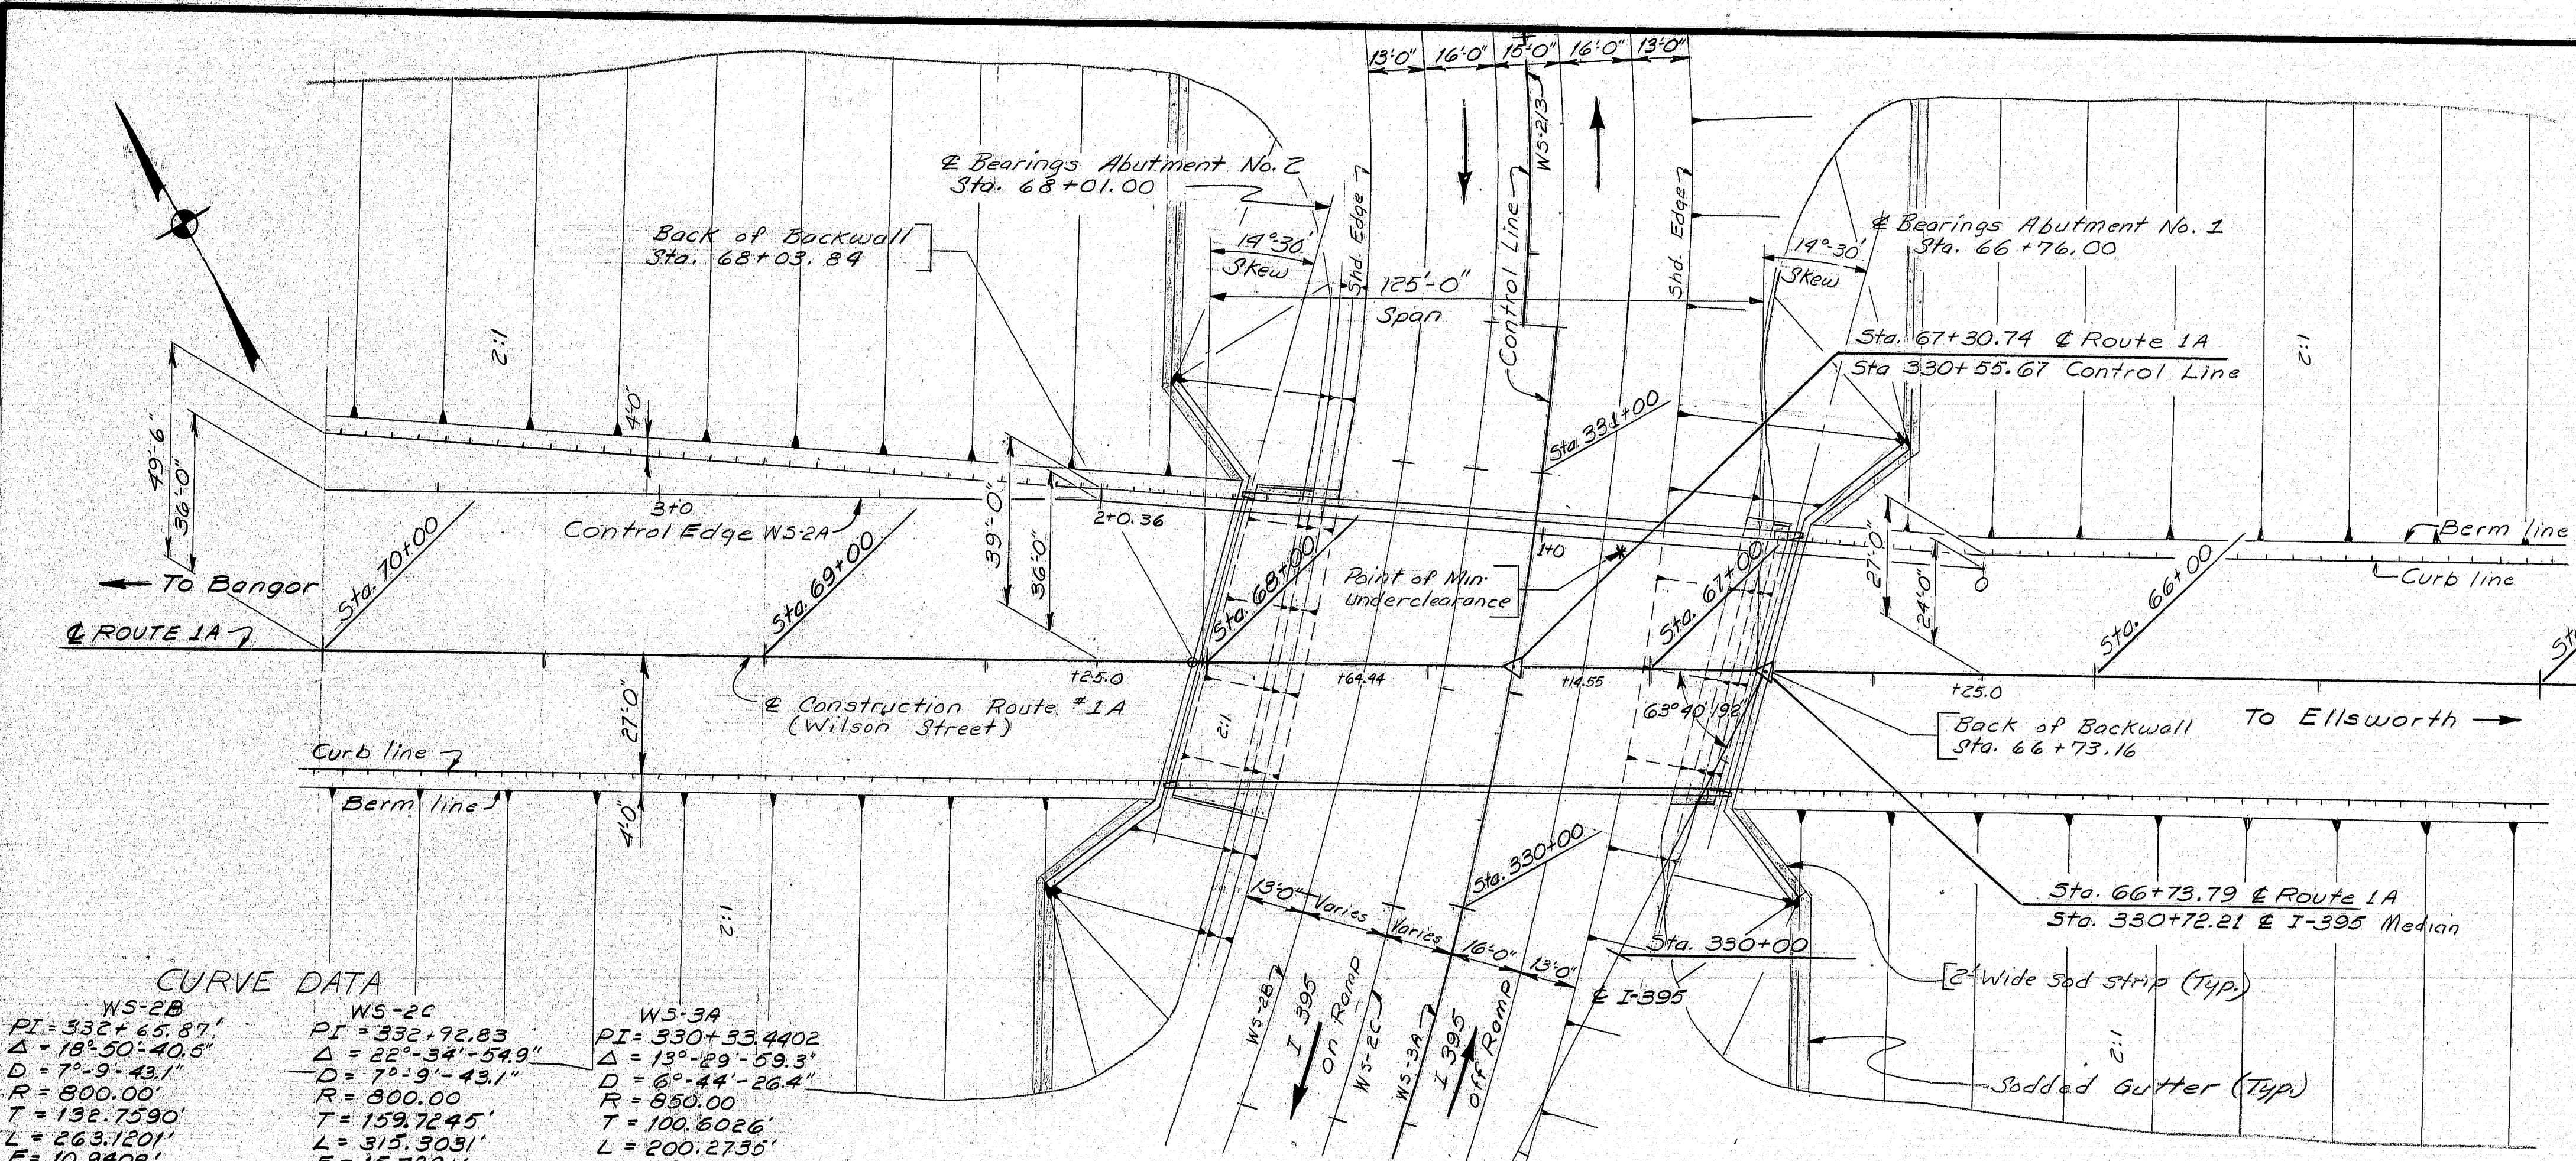 13'-0" 16'-0" 15'-0" 16'-0" 13'-0"
WS-213
℄ Bearings Abutment No. 2
Sta. 68+01.00
Back of Backwall
Sta. 68+03.84
14°-30'
Skew
Shd. Edge
125'-0"
Span
Control Line
Shd. Edge
14°-30'
Skew
℄ Bearings Abutment No. 1
Sta. 66+76.00
Sta. 67+30.74 ℄ Route 1A
Sta 330+55.67 Control Line
2:1
2:1
4'-0"
49'-6"
36'-0"
Sta. 331+00
3+0
Control Edge WS-2A
2+0.36
39'-0"
36'-0"
1+0
Point of Min.
underclearance
27'-0"
24'-0"
0
Berm line
Curb line
To Bangor
℄ ROUTE 1A
Sta. 70+00
Sta. 69+00
Sta. 68+00
Sta. 67+00
Sta. 66+00
Sta.
+25.0
+64.44
+14.55
+25.0
63°40'192"
27'-0"
℄ Construction Route #1A
(Wilson Street)
2:1
Back of Backwall
Sta. 66+73.16
To Ellsworth
Curb line
Berm line
4'-0"
2:1
Sta. 330+00
13'-0" Varies Varies 16'-0" 13'-0"
Sta. 330+00
℄ I-395
Sta. 66+73.79 ℄ Route 1A
Sta. 330+72.21 ℄ I-395 Median
2' Wide Sod Strip (Typ.)
2:1
Sodded Gutter (Typ.)
WS-2B
I 395
On Ramp
WS-2C
WS-3A
I 395
Off Ramp
CURVE DATA
WS-2B
PI = 332+65.87'
Δ = 18°-50'-40.5"
D = 7°-9'-43.1"
R = 800.00'
T = 132.7590'
L = 263.1201'
WS-2C
PI = 332+92.83
Δ = 22°-34'-54.9"
D = 7°-9'-43.1"
R = 800.00
T = 159.7245'
L = 315.3031'
WS-3A
PI = 330+33.4402
Δ = 13°-29'-59.3"
D = 6°-44'-26.4"
R = 850.00
T = 100.6026'
L = 200.2735'